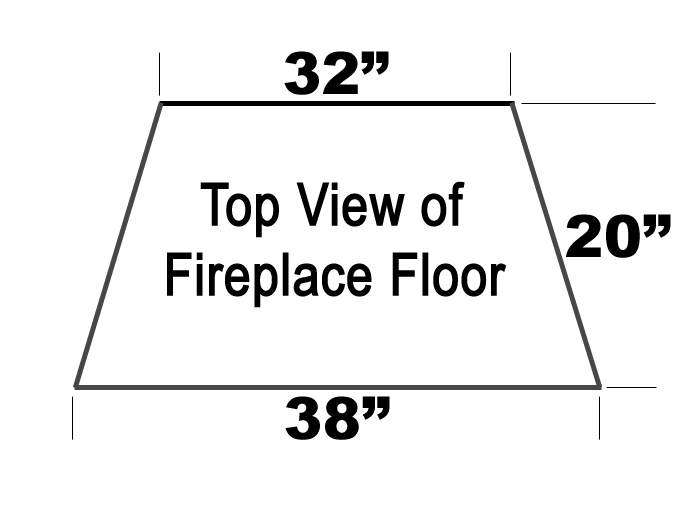 32”
Top View of
Fireplace Floor
20”
38”